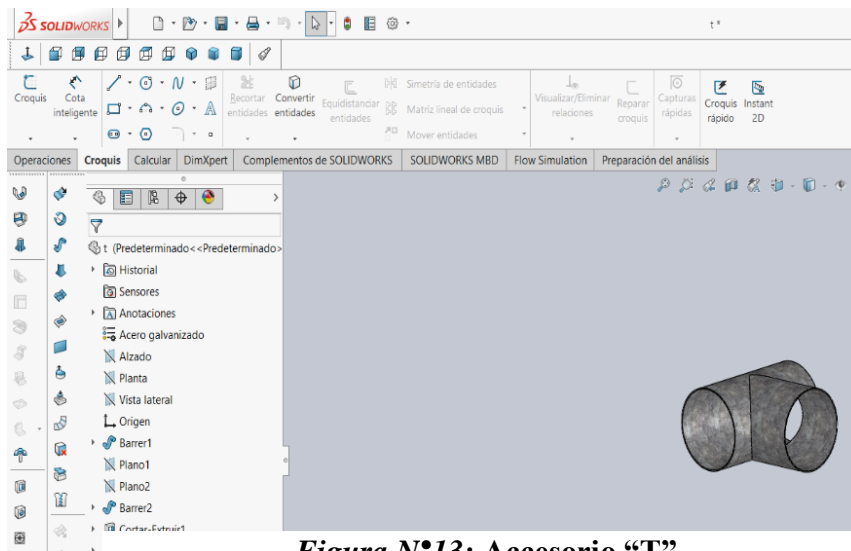 SOLIDWORKS
t *
Croquis
Cota inteligente
Recortar entidades
Convertir entidades
Equidistanciar entidades
Simetría de entidades
Matriz lineal de croquis
Mover entidades
Visualizar/Eliminar relaciones
Reparar croquis
Capturas rápidas
Croquis rápido
Instant 2D
Operaciones Croquis Calcular DimXpert Complementos de SOLIDWORKS SOLIDWORKS MBD Flow Simulation Preparación del análisis
t (Predeterminado<<Predeterminado>
Historial
Sensores
Anotaciones
Acero galvanizado
Alzado
Planta
Vista lateral
Origen
Barrer1
Plano1
Plano2
Barrer2
Cortar-Extruir1
Figura N°13: Accesorio “T”